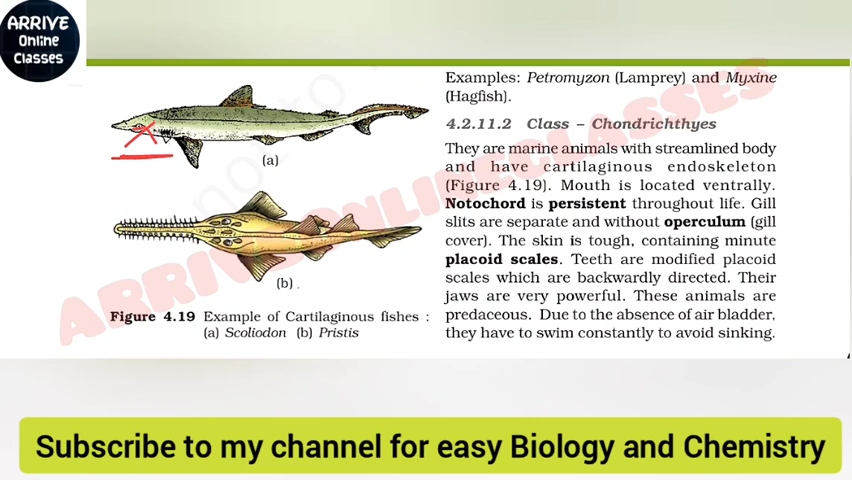 ARRIVE
Online
Classes
Examples: Petromyzon (Lamprey) and Myxine
(Hagfish).
4.2.11.2 Class – Chondrichthyes
They are marine animals with streamlined body
and have cartilaginous endoskeleton
(Figure 4.19). Mouth is located ventrally.
Notochord is persistent throughout life. Gill
slits are separate and without operculum (gill
cover). The skin is tough, containing minute
placoid scales. Teeth are modified placoid
scales which are backwardly directed. Their
jaws are very powerful. These animals are
predaceous. Due to the absence of air bladder,
they have to swim constantly to avoid sinking.
(a)
(b)
Figure 4.19 Example of Cartilaginous fishes :
(a) Scoliodon (b) Pristis
ARRIVE ONLINE CLASSES
Subscribe to my channel for easy Biology and Chemistry